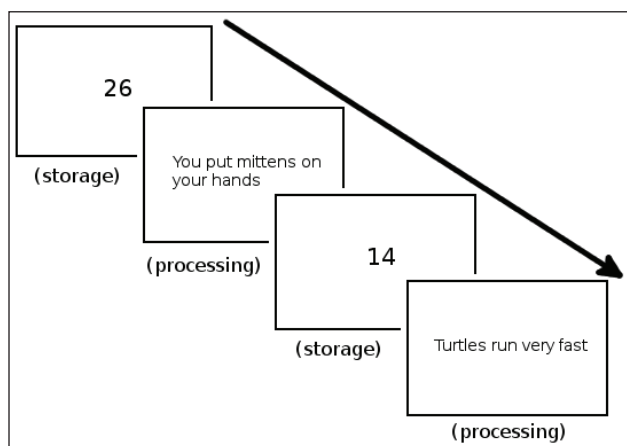 26
(storage)
You put mittens on
your hands
(processing)
14
(storage)
Turtles run very fast
(processing)